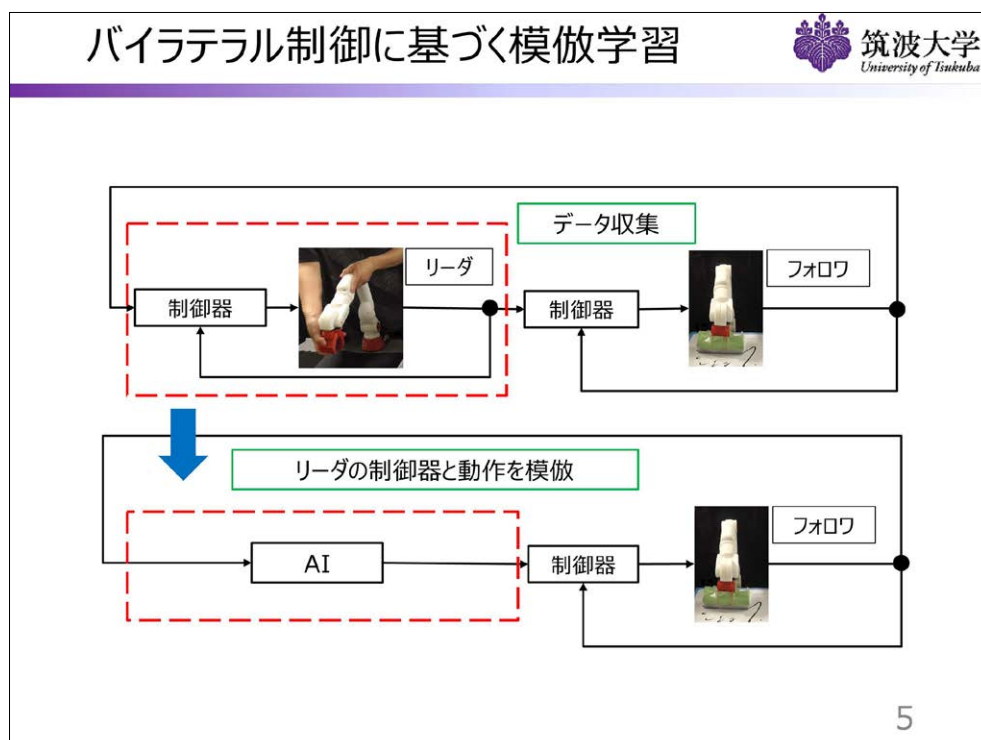 バイラテラル制御に基づく模倣学習
筑波大学
University of Tsukuba
データ収集
リーダ
フォロワ
制御器
制御器
リーダの制御器と動作を模倣
フォロワ
AI
制御器
5